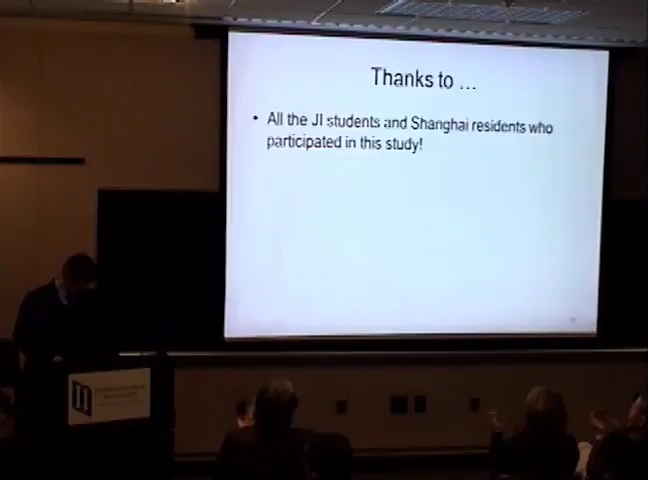 Thanks to …
• All the JI students and Shanghai residents who
participated in this study!